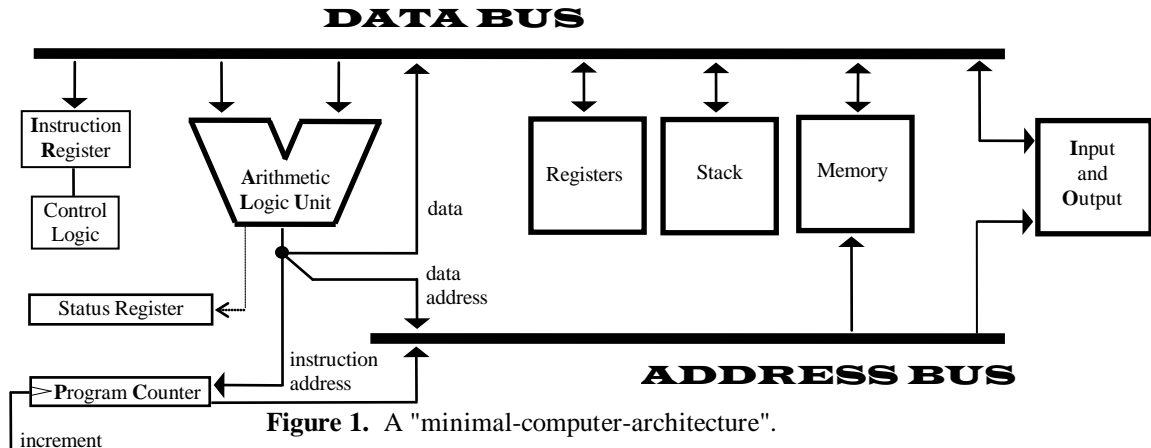 DATA BUS
Instruction
Register
Control
Logic
Arithmetic
Logic Unit
data
Registers
Stack
Memory
Input
and
Output
data
address
Status Register
instruction
address
Program Counter
ADDRESS BUS
increment
Figure 1. A "minimal-computer-architecture".